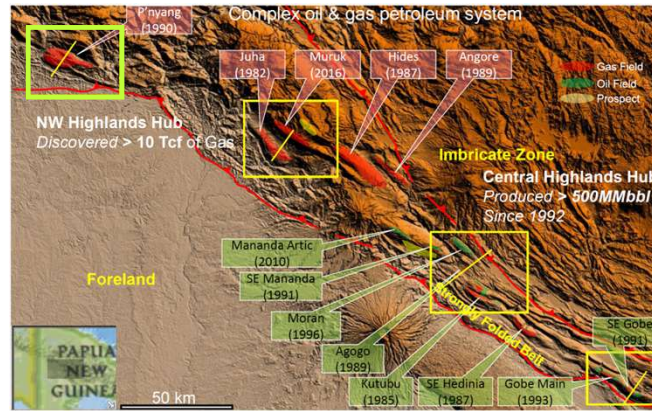 Complex oil & gas petroleum system
P'nyang
(1990)
Juha
(1982)
Muruk
(2016)
Hides
(1987)
Angore
(1989)
Gas Field
Oil Field
Prospect
NW Highlands Hub
Discovered > 10 Tcf of Gas
Imbricate Zone
Central Highlands Hub
Produced > 500MMbbl
Since 1992
Mananda Artic
(2010)
SE Mananda
(1991)
Foreland
Moran
(1996)
Agogo
(1989)
Strongly Folded Belt
SE Gobe
(1991)
Kutubu
(1985)
SE Hedinia
(1987)
Gobe Main
(1993)
PAPUA
NEW
GUINEA
50 km